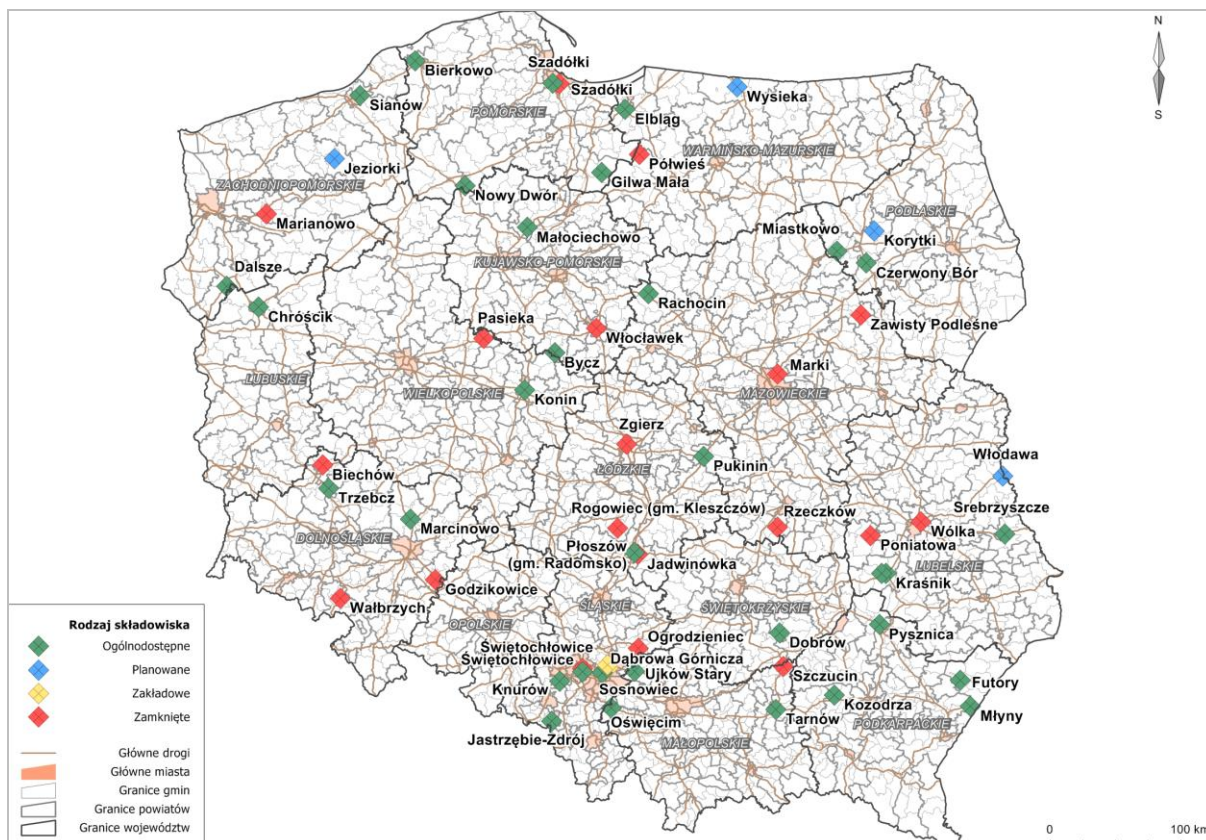 N
S
Bierkowo
Szadółki
Szadółki
Wysieka
Sianów
Elbląg
POMORSKIE
WARMIŃSKO-MAZURSKIE
Jeziorki
Półwieś
Gilwa Mała
ZACHODNIOPOMORSKIE
Nowy Dwór
Marianowo
Małociechowo
PODLASKIE
Miastkowo
Korytki
KUJAWSKO-POMORSKIE
Czerwony Bór
Dalsze
Rachocin
Chróścik
Pasieka
Włocławek
Zawisty Podleśne
Bycz
Marki
LUBUSKIE
WIELKOPOLSKIE
MAZOWIECKIE
Konin
Zgierz
Włodawa
Biechów
ŁÓDZKIE
Pukinin
Trzebcz
Srebrzyszcze
Rogowiec (gm. Kleszczów)
Rzeczków
Marcinowo
Wólka
DOLNOŚLĄSKIE
Poniatowa
Płoszów
(gm. Radomsko)
Jadwinówka
LUBELSKIE
Kraśnik
Godzikowice
Wałbrzych
ŚLĄSKIE
ŚWIĘTOKRZYSKIE
OPOLSKIE
Pysznica
Ogrodzieniec
Dobrów
Świętochłowice
Świętochłowice
Dąbrowa Górnicza
Ujków Stary
Szczucin
Knurów
Sosnowiec
Futory
Kozodrza
Oświęcim
Tarnów
Młyny
PODKARPACKIE
Jastrzębie-Zdrój
MAŁOPOLSKIE
Rodzaj składowiska
Ogólnodostępne
Planowane
Zakładowe
Zamknięte
Główne drogi
Główne miasta
Granice gmin
Granice powiatów
Granice województw
0 100 km